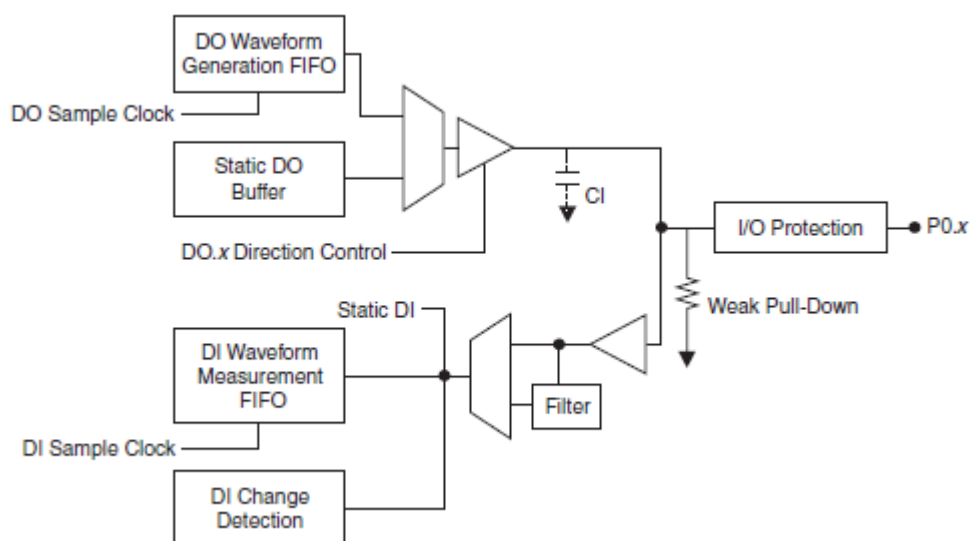 DO Waveform
Generation FIFO
DO Sample Clock
Static DO
Buffer
CI
DO.x Direction Control
I/O Protection
P0.x
Weak Pull-Down
Static DI
DI Waveform
Measurement
FIFO
Filter
DI Sample Clock
DI Change
Detection